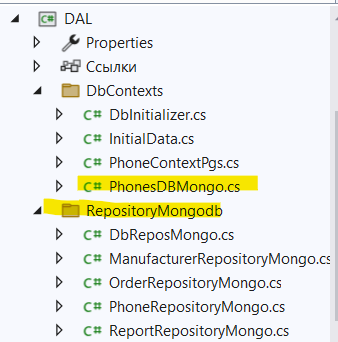 DAL
Properties
Ссылки
DbContexts
C# DbInitializer.cs
C# InitialData.cs
C# PhoneContextPgs.cs
C# PhonesDBMongo.cs
RepositoryMongodb
C# DbReposMongo.cs
C# ManufacturerRepositoryMongo.cs
C# OrderRepositoryMongo.cs
C# PhoneRepositoryMongo.cs
C# ReportRepositoryMongo.cs